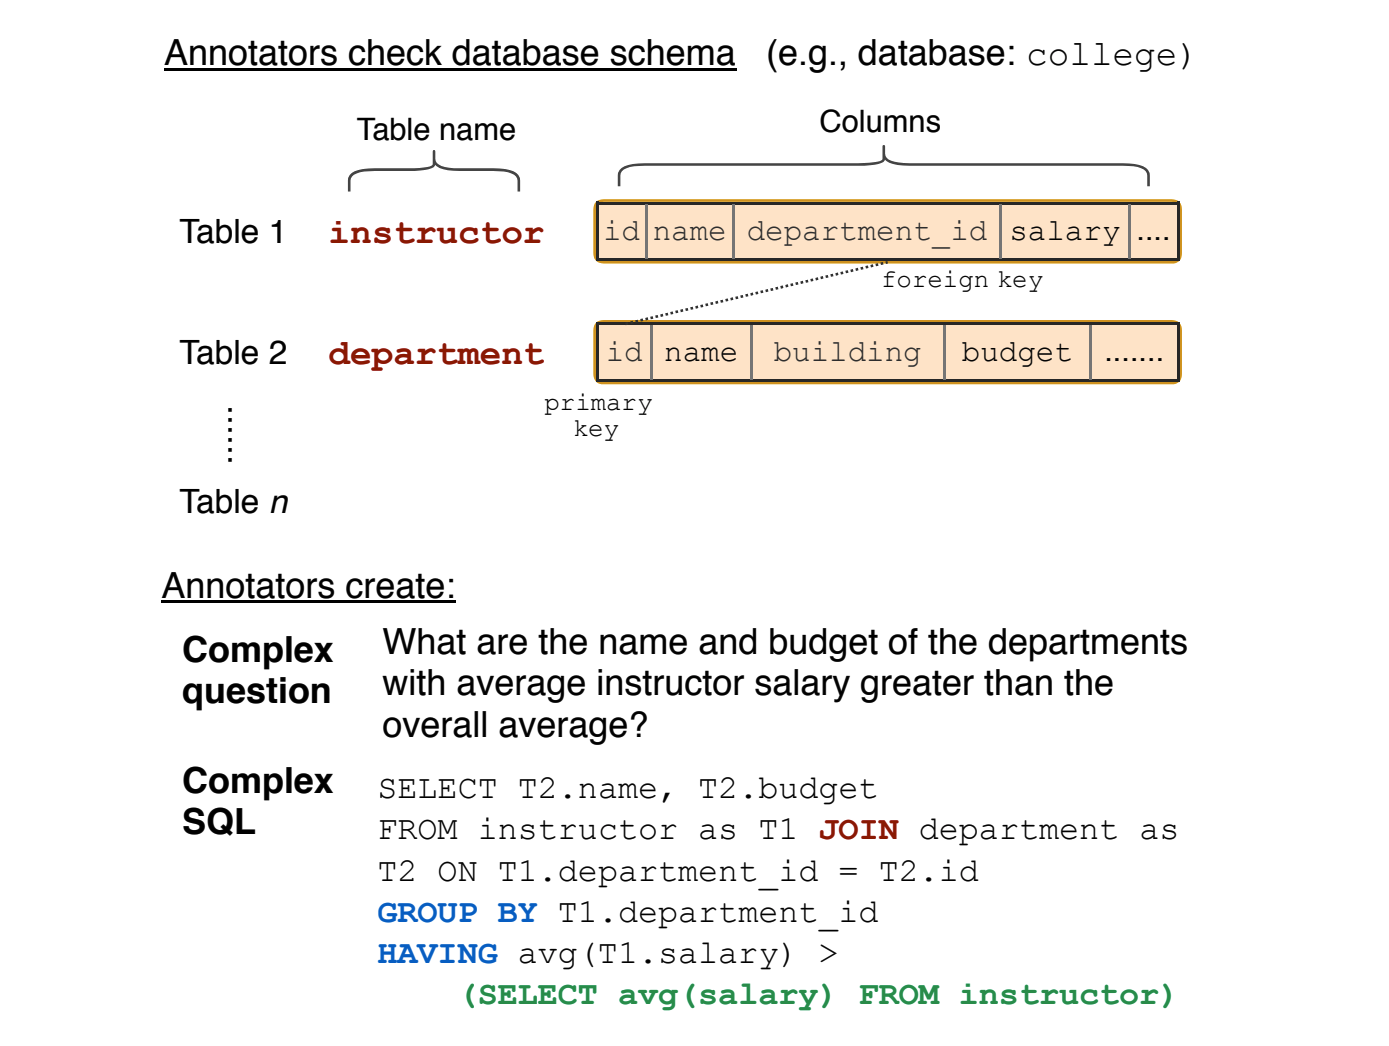 Annotators check database schema (e.g., database: college)
Table name
Columns
Table 1 instructor id name department_id salary ....
foreign key
Table 2 department id name building budget .......
primary
key
Table n
Annotators create:
Complex question What are the name and budget of the departments
with average instructor salary greater than the
overall average?
Complex SQL SELECT T2.name, T2.budget
FROM instructor as T1 JOIN department as
T2 ON T1.department_id = T2.id
GROUP BY T1.department_id
HAVING avg(T1.salary) >
(SELECT avg(salary) FROM instructor)